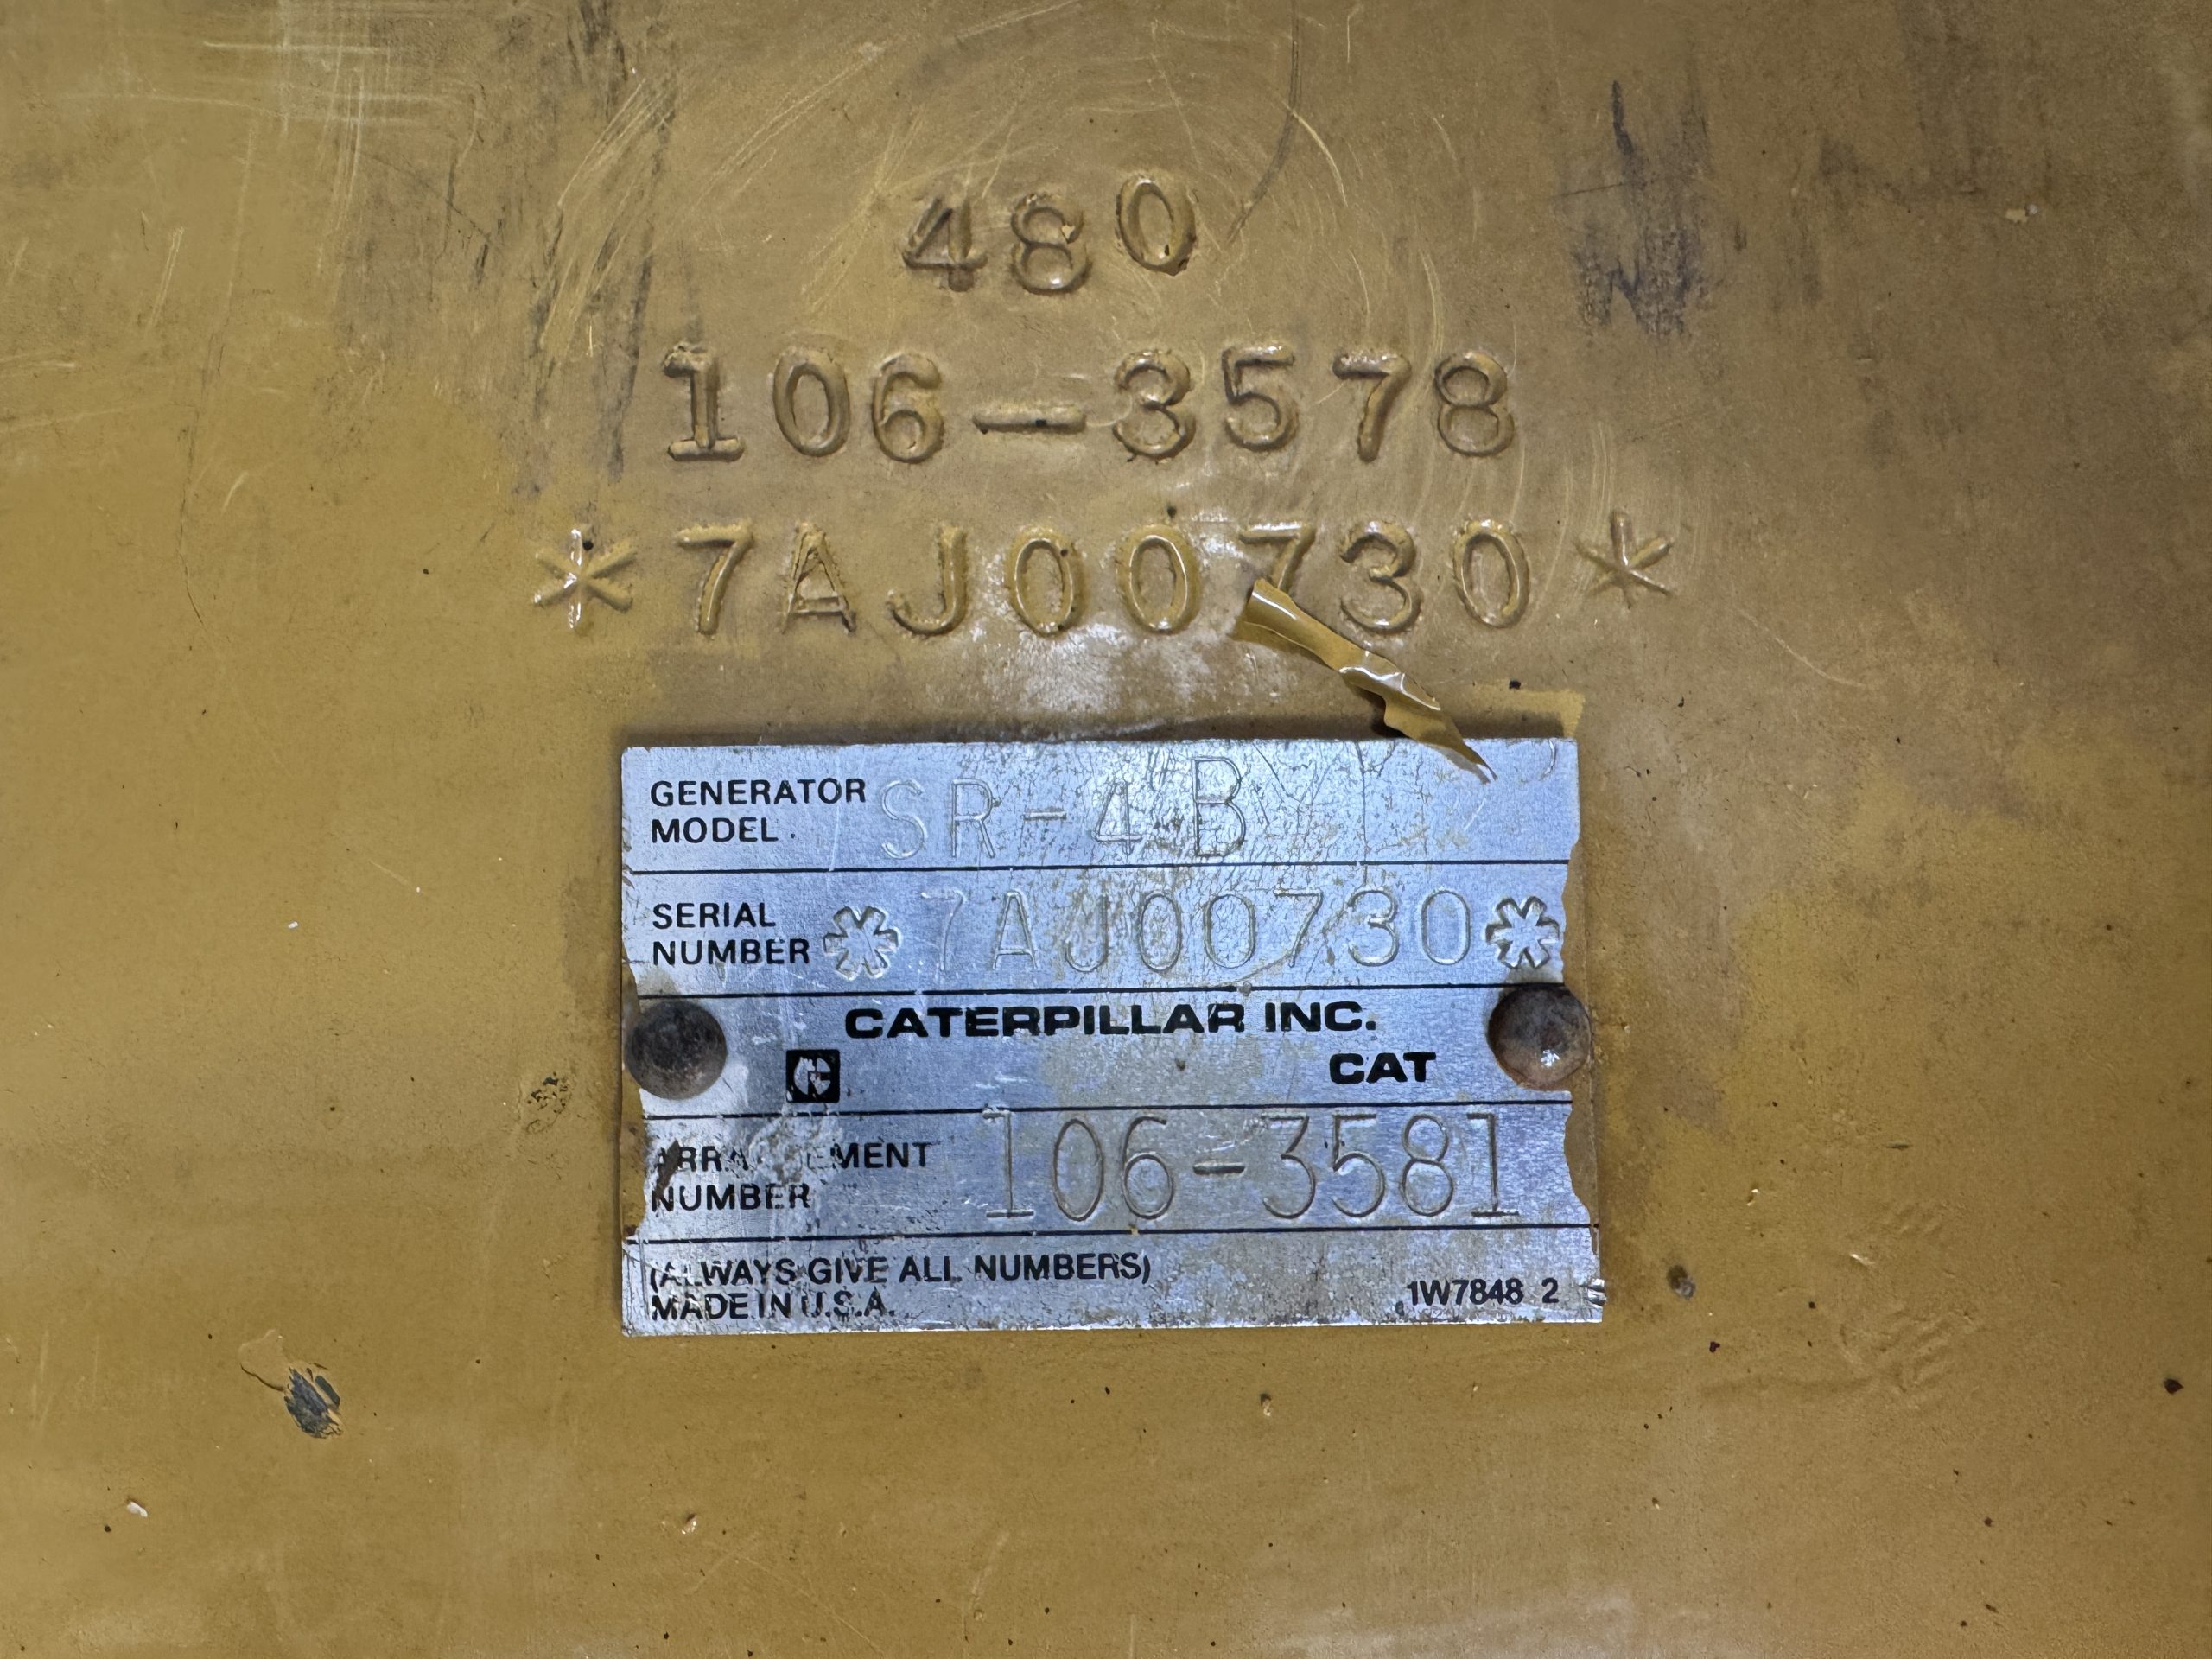 480
106-3578
*7AJ00730*
GENERATOR MODEL SR-4B
SERIAL NUMBER *7AJ00730*
CATERPILLAR INC.
CAT
ARRANGEMENT NUMBER 106-3581
(ALWAYS GIVE ALL NUMBERS)
MADE IN U.S.A.
1W7848 2